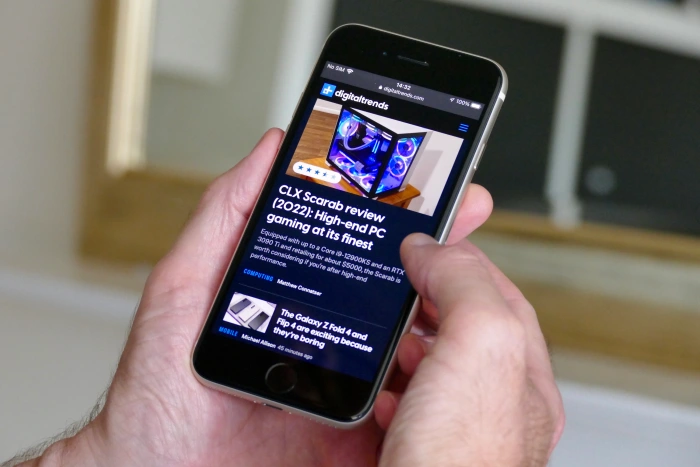 No SIM
14:32
100%
digitaltrends.com
digitaltrends
CLX Scarab review
(2022): High-end PC
gaming at its finest
Equipped with up to a Core i9-12900KS and an RTX
3090 Ti and retailing for about $5000, the Scarab is
worth considering if you're after high-end
performance.
COMPUTING Matthew Connatser
The Galaxy Z Fold 4 and
Flip 4 are exciting because
they're boring
MOBILE Michael Allison 45 minutes ago